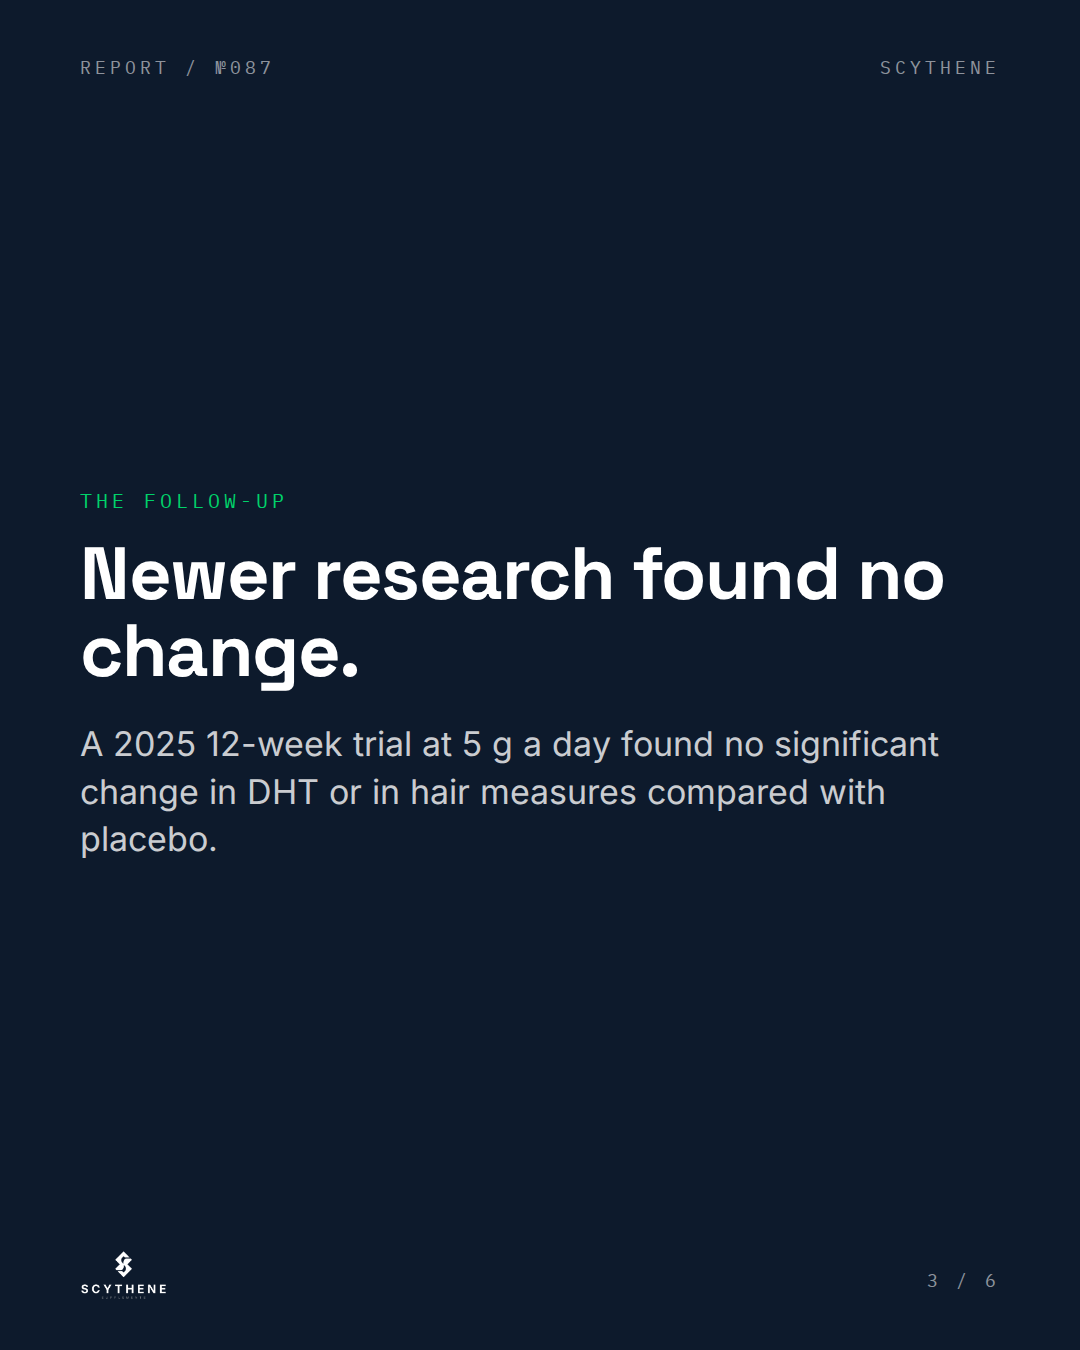 REPORT / №087
SCYTHENE
THE FOLLOW-UP
Newer research found no
change.
A 2025 12-week trial at 5 g a day found no significant
change in DHT or in hair measures compared with
placebo.
SCYTHENE
3 / 6